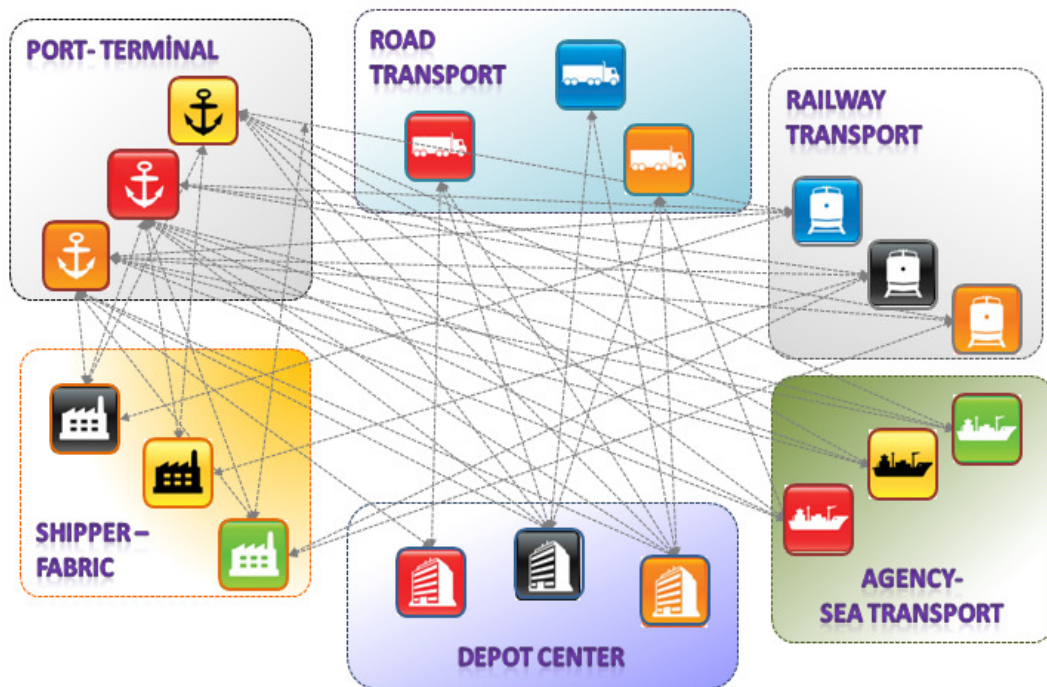 PORT- TERMİNAL
ROAD
TRANSPORT
RAILWAY
TRANSPORT
SHIPPER –
FABRIC
DEPOT CENTER
AGENCY-
SEA TRANSPORT